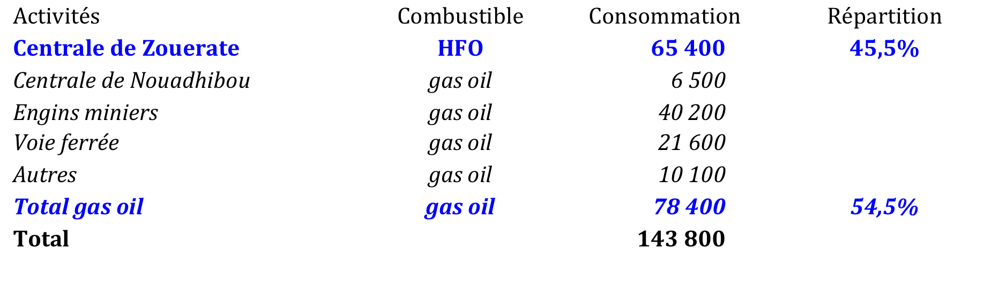 Activités Combustible Consommation Répartition
Centrale de Zouerate HFO 65 400 45,5%
Centrale de Nouadhibou gas oil 6 500
Engins miniers gas oil 40 200
Voie ferrée gas oil 21 600
Autres gas oil 10 100
Total gas oil gas oil 78 400 54,5%
Total 143 800